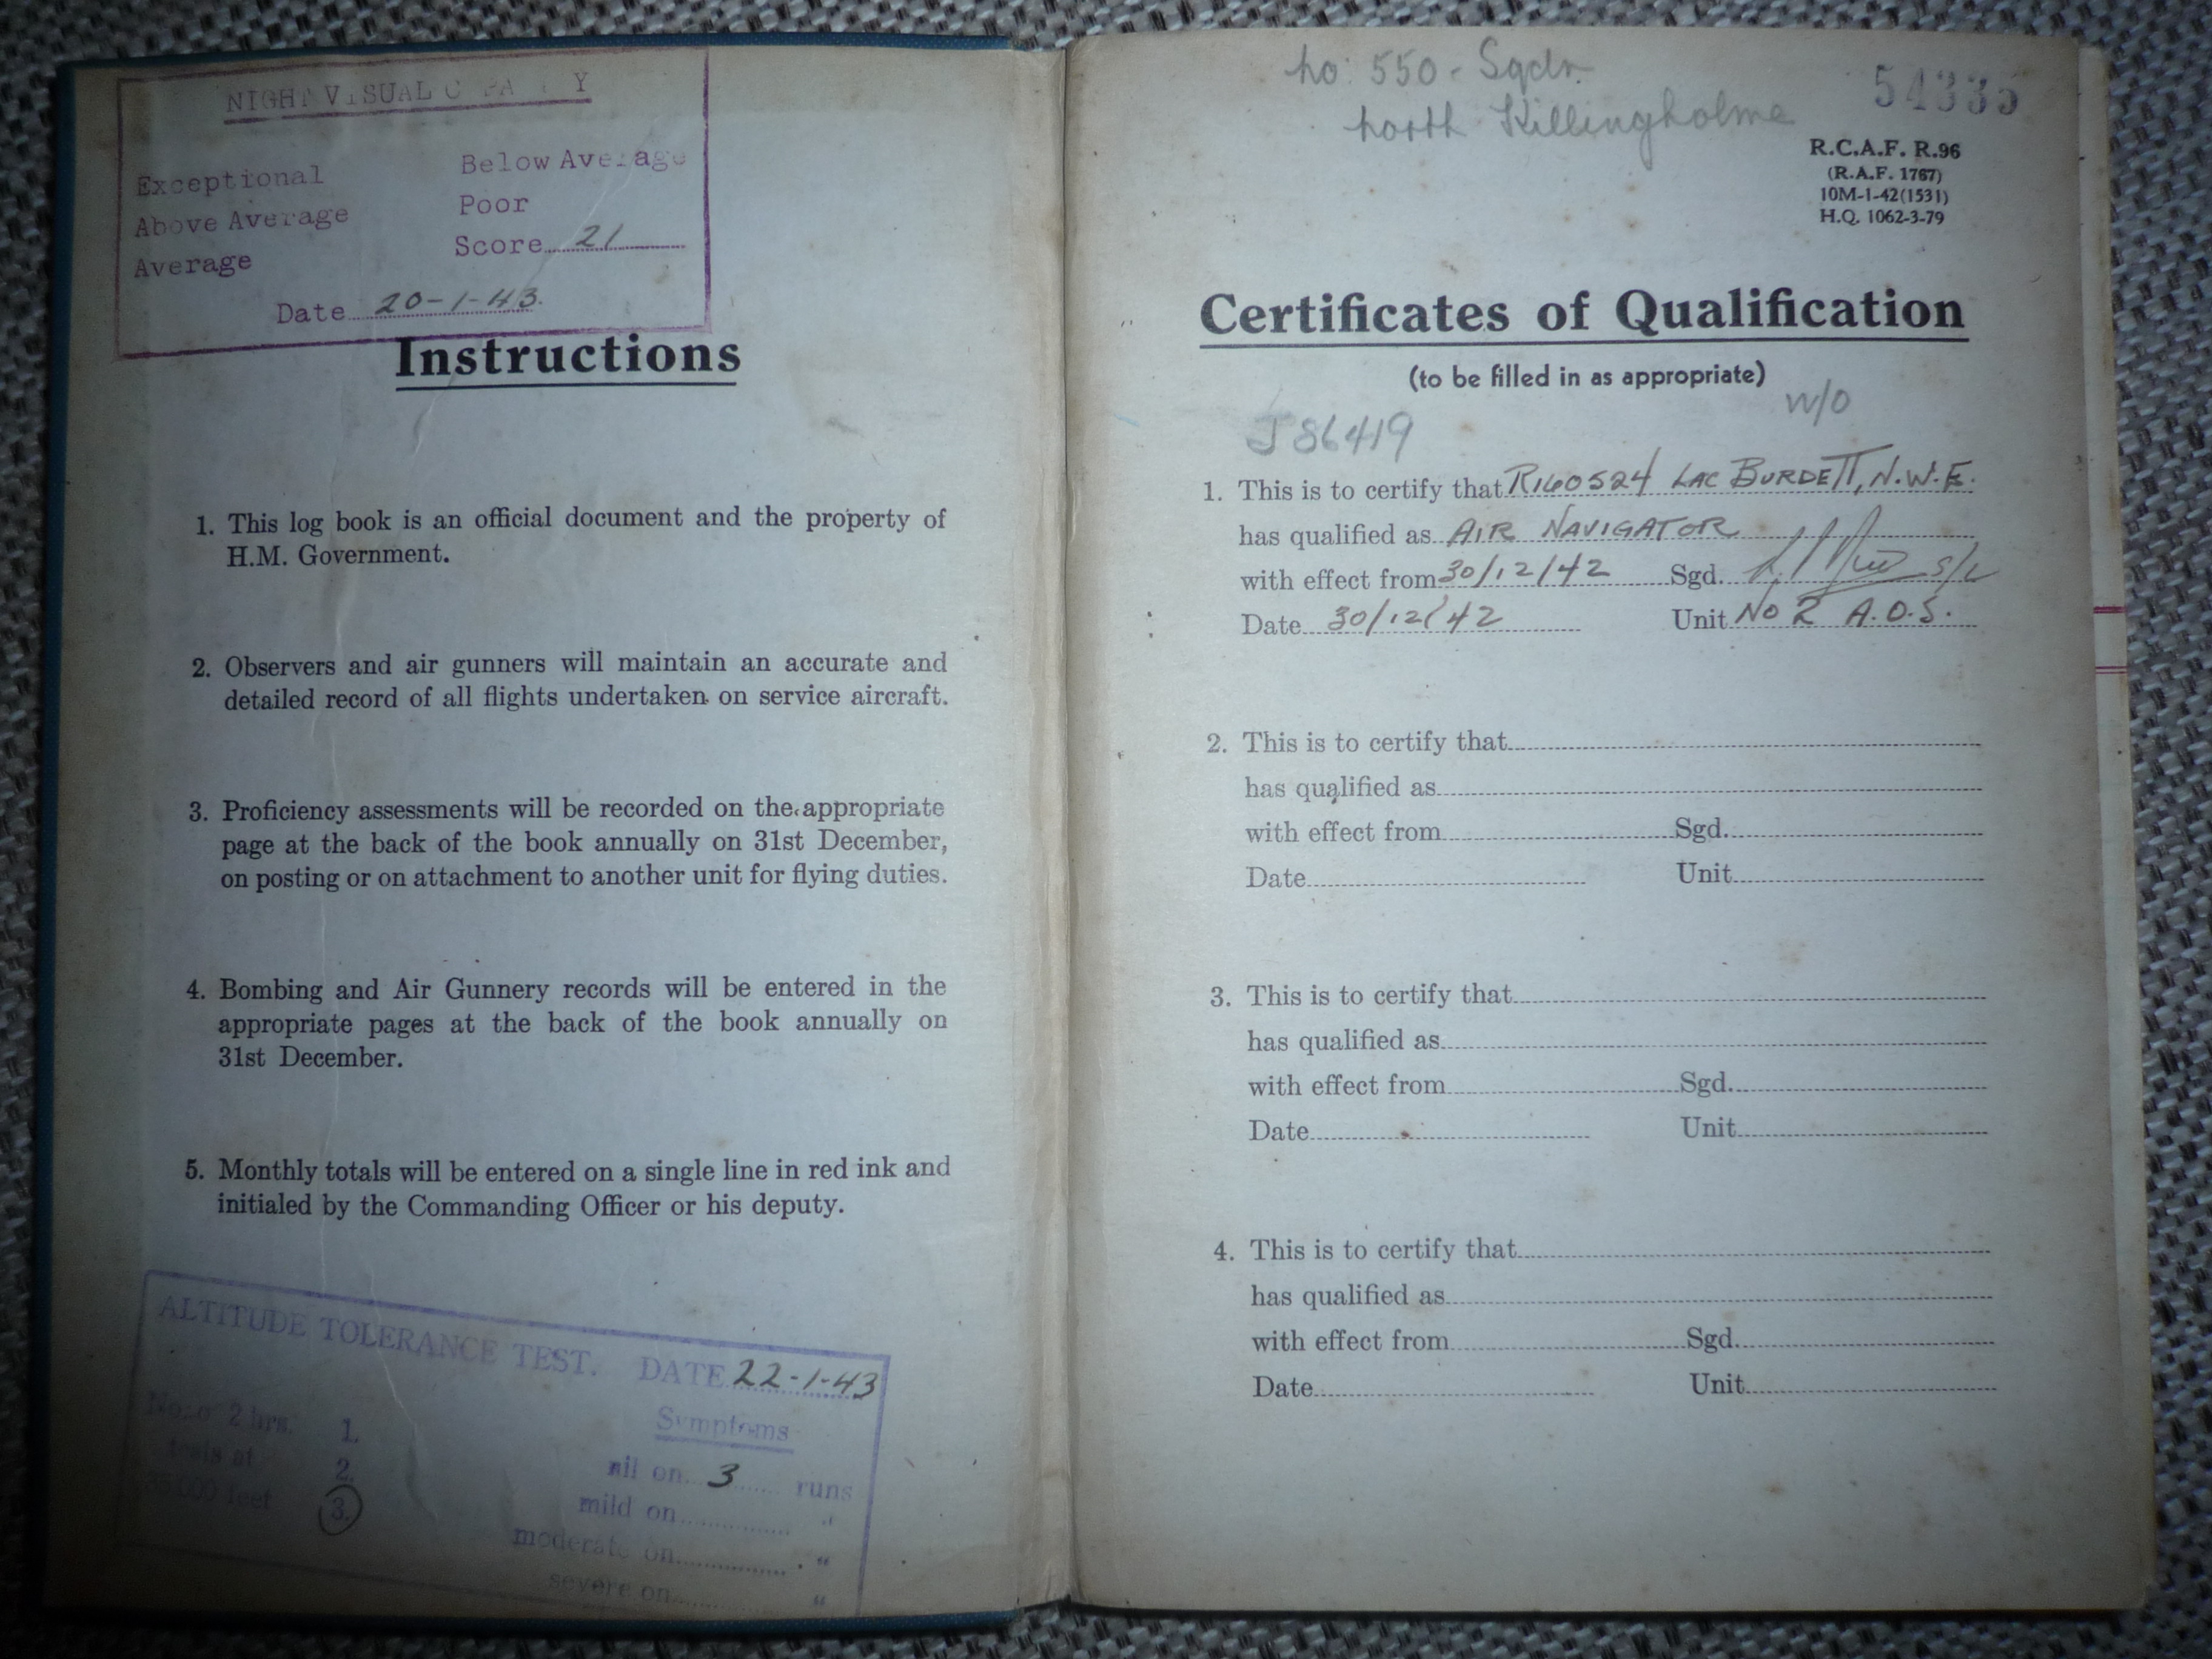 NIGHT VISUAL
Exceptional Below Average
Above Average Poor
Average Score 21
Date 20-1-43.
Instructions
1. This log book is an official document and the property of
H.M. Government.
2. Observers and air gunners will maintain an accurate and
detailed record of all flights undertaken on service aircraft.
3. Proficiency assessments will be recorded on the appropriate
page at the back of the book annually on 31st December,
on posting or on attachment to another unit for flying duties.
4. Bombing and Air Gunnery records will be entered in the
appropriate pages at the back of the book annually on
31st December.
5. Monthly totals will be entered on a single line in red ink and
initialed by the Commanding Officer or his deputy.
ALTITUDE TOLERANCE TEST. DATE 22-1-43
Symptoms
2 hrs. 1.
at 2. nil on 3 runs
feet 3. mild on "
moderate on "
severe on "
no: 550 - Sqdr.
north Killingholme
54335
R.C.A.F. R.96
(R.A.F. 1767)
10M-1-42(1531)
H.Q. 1062-3-79
Certificates of Qualification
(to be filled in as appropriate)
J86419 W/O
1. This is to certify that R160524 LAC BURDETT, N.W.E.
has qualified as AIR NAVIGATOR
with effect from 30/12/42 Sgd. S/L
Date 30/12/42 Unit No 2 A.O.S.
2. This is to certify that
has qualified as
with effect from Sgd.
Date Unit
3. This is to certify that
has qualified as
with effect from Sgd.
Date Unit
4. This is to certify that
has qualified as
with effect from Sgd.
Date Unit